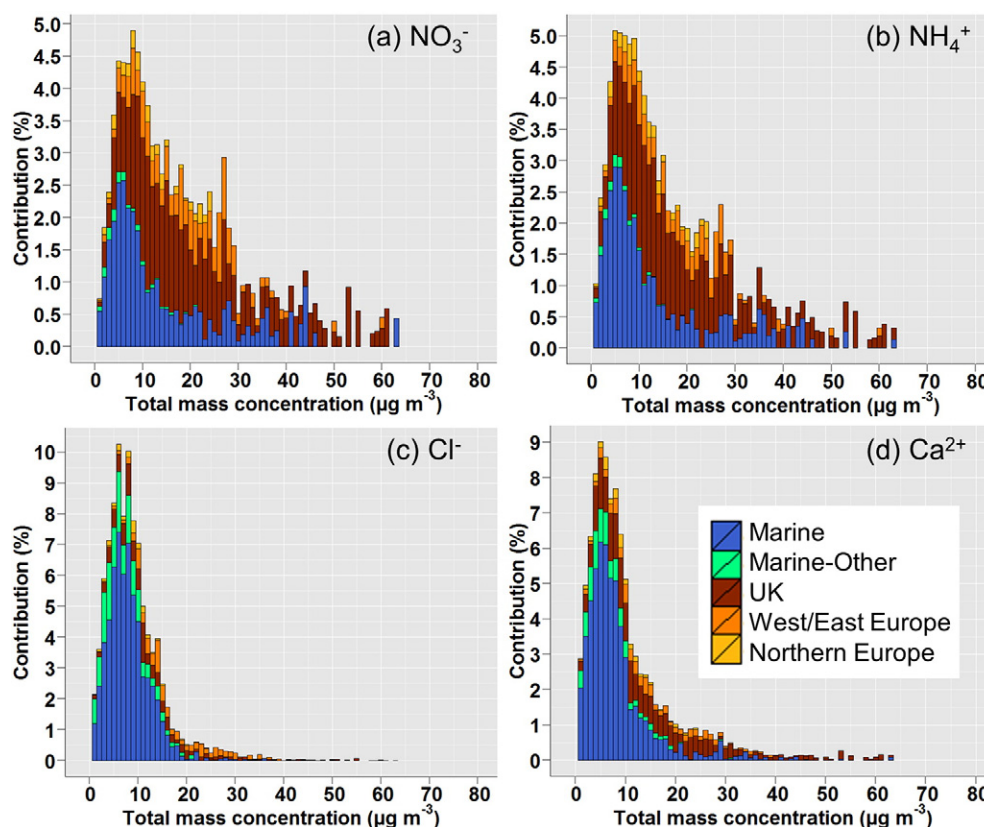 (a) NO₃⁻
Contribution (%)
5.0
4.5
4.0
3.5
3.0
2.5
2.0
1.5
1.0
0.5
0.0
0 10 20 30 40 50 60 70 80
Total mass concentration (µg m⁻³)
(b) NH₄⁺
Contribution (%)
5.0
4.5
4.0
3.5
3.0
2.5
2.0
1.5
1.0
0.5
0.0
0 10 20 30 40 50 60 70 80
Total mass concentration (µg m⁻³)
(c) Cl⁻
Contribution (%)
10
9
8
7
6
5
4
3
2
1
0
0 10 20 30 40 50 60 70 80
Total mass concentration (µg m⁻³)
(d) Ca²⁺
Contribution (%)
9
8
7
6
5
4
3
2
1
0
0 10 20 30 40 50 60 70 80
Total mass concentration (µg m⁻³)
Marine
Marine-Other
UK
West/East Europe
Northern Europe